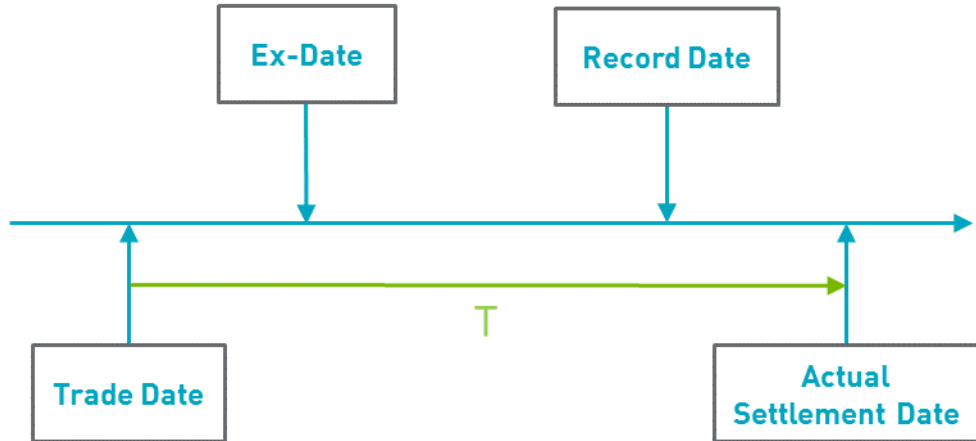 Ex-Date
Record Date
T
Trade Date
Actual
Settlement Date